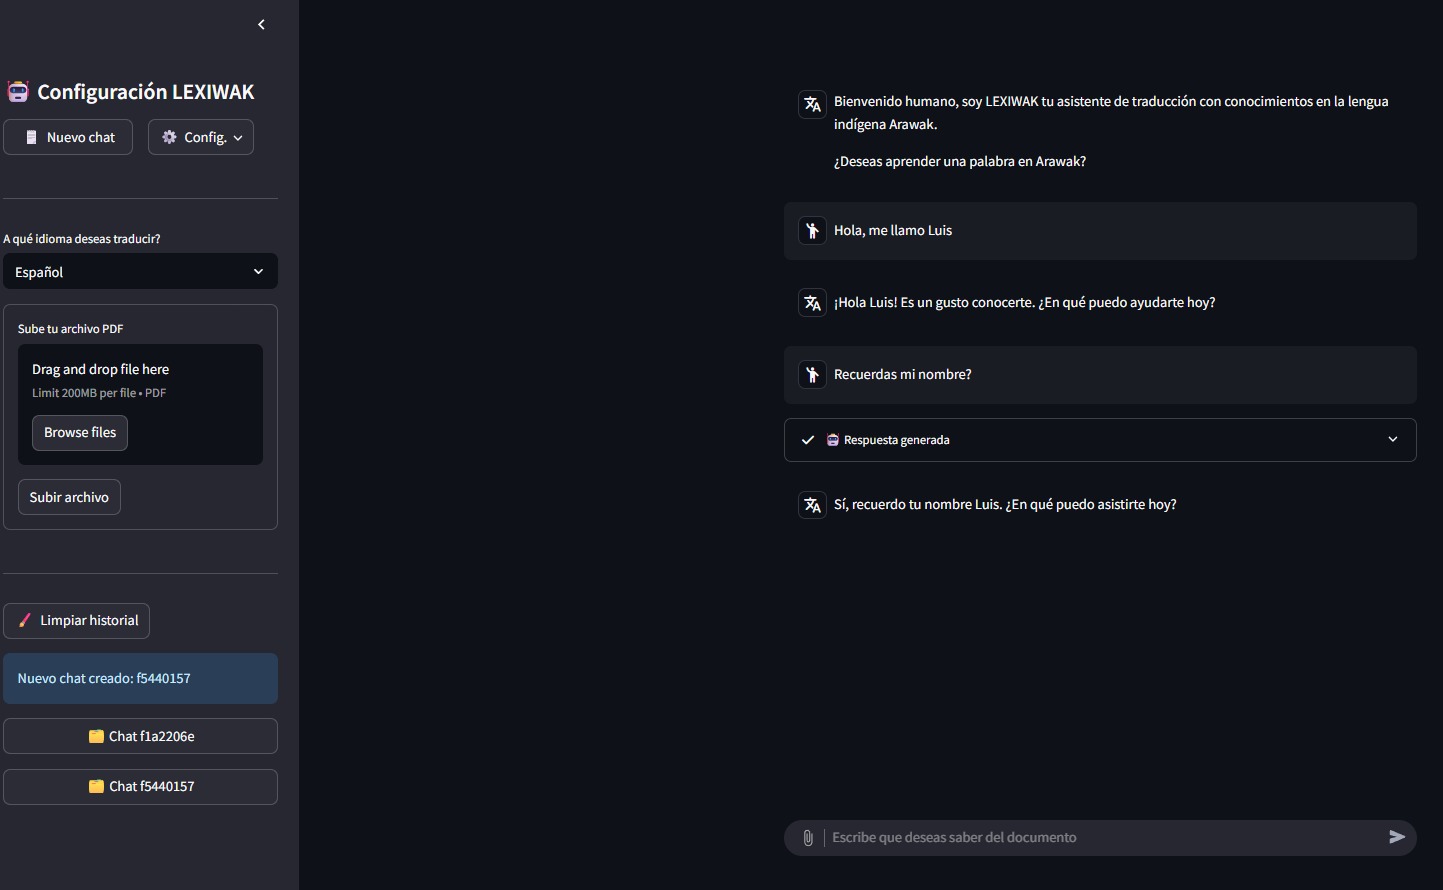 Configuración LEXIWAK
Nuevo chat
Config.
A qué idioma deseas traducir?
Español
Sube tu archivo PDF
Drag and drop file here
Limit 200MB per file • PDF
Browse files
Subir archivo
Limpiar historial
Nuevo chat creado: f5440157
Chat f1a2206e
Chat f5440157
Bienvenido humano, soy LEXIWAK tu asistente de traducción con conocimientos en la lengua
indígena Arawak.
¿Deseas aprender una palabra en Arawak?
Hola, me llamo Luis
¡Hola Luis! Es un gusto conocerte. ¿En qué puedo ayudarte hoy?
Recuerdas mi nombre?
Respuesta generada
Sí, recuerdo tu nombre Luis. ¿En qué puedo asistirte hoy?
Escribe que deseas saber del documento